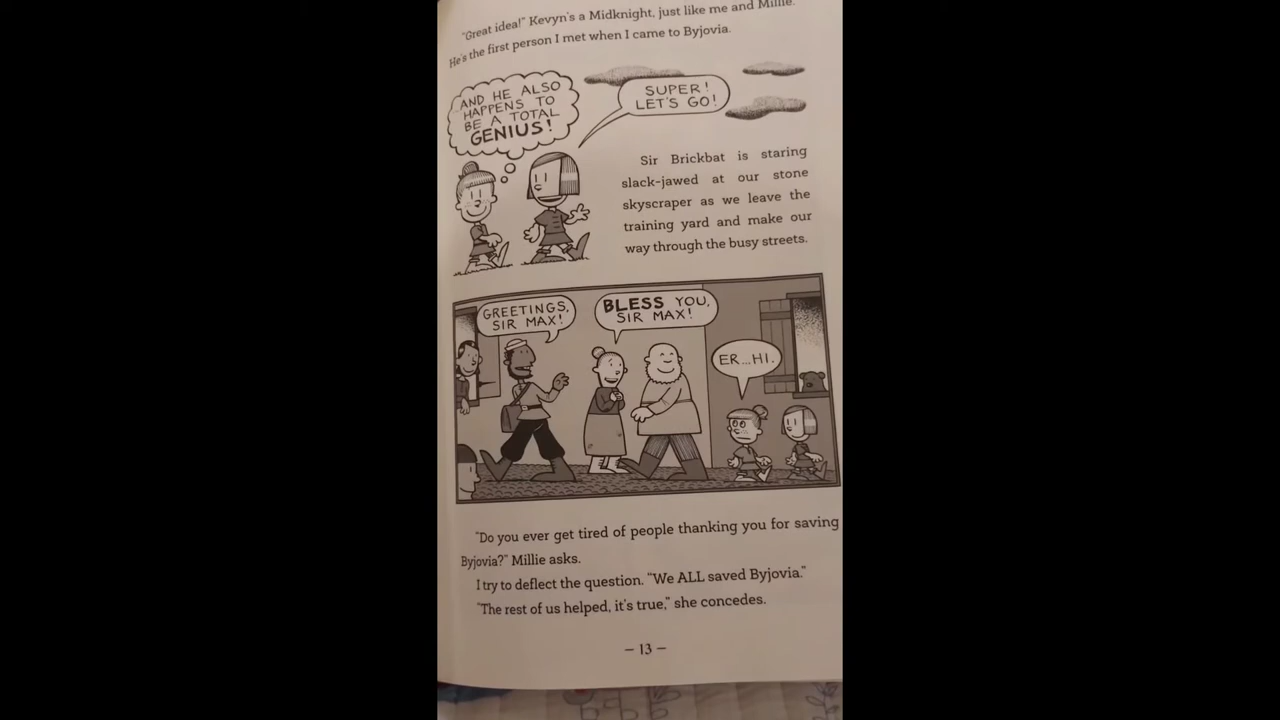 "Great idea!" Kevyn's a Midknight, just like me and Millie.
He's the first person I met when I came to Byjovia.
AND HE ALSO
HAPPENS TO
BE A TOTAL
GENIUS!
SUPER!
LET'S GO!
Sir Brickbat is staring
slack-jawed at our stone
skyscraper as we leave the
training yard and make our
way through the busy streets.
GREETINGS,
SIR MAX!
BLESS YOU,
SIR MAX!
ER...HI.
"Do you ever get tired of people thanking you for saving
Byjovia?" Millie asks.
I try to deflect the question. "We ALL saved Byjovia."
"The rest of us helped, it's true," she concedes.
– 13 –